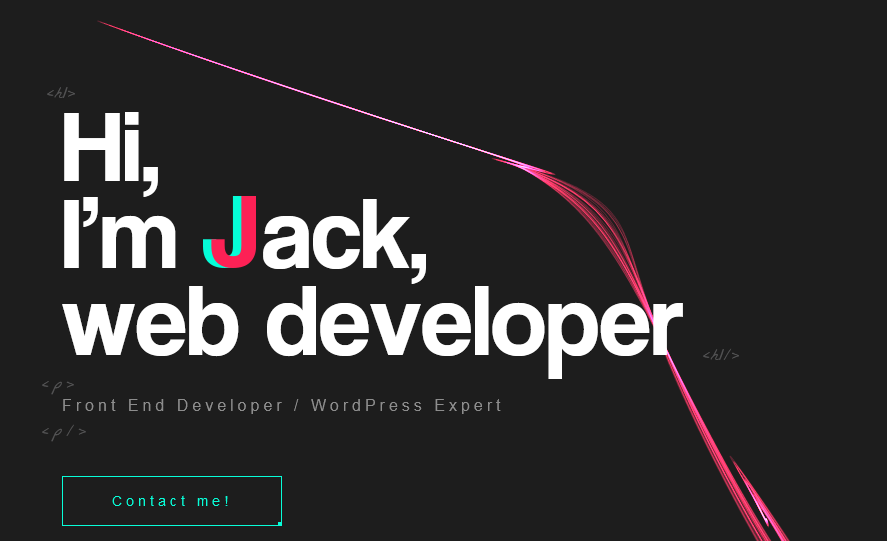 <h1>
Hi,
I'm Jack,
web developer
<h1/>
<p>
Front End Developer / WordPress Expert
<p/>
Contact me!